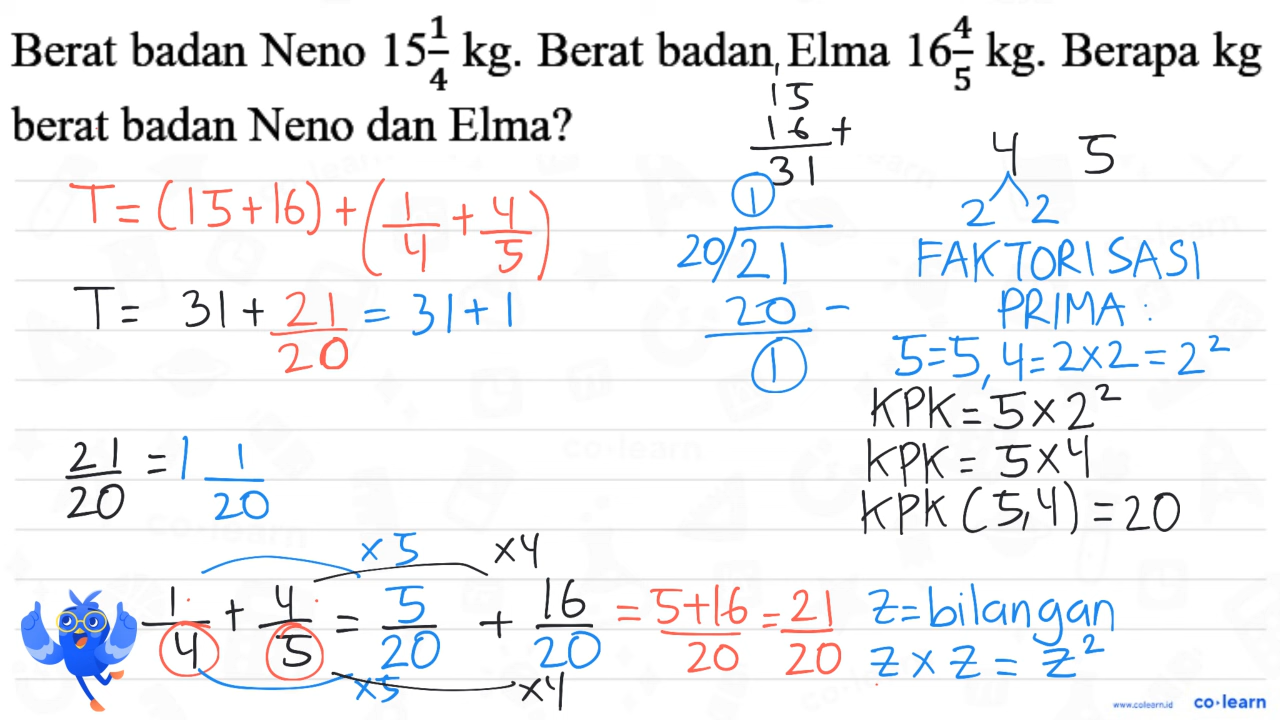 Berat badan Neno 15 1/4 kg. Berat badan Elma 16 4/5 kg. Berapa kg
berat badan Neno dan Elma?
15
16 +
31
T = (15+16) + (1/4 + 4/5)
T = 31 + 21/20 = 31 + 1
1
20/21
20 -
1
4 5
2 2
FAKTORISASI
PRIMA :
5=5, 4=2×2=2²
KPK = 5×2²
KPK = 5×4
KPK (5,4) = 20
21/20 = 1 1/20
×5 ×4
1/4 + 4/5 = 5/20 + 16/20 = 5+16/20 = 21/20
×5 ×4
z = bilangan
z × z = z²
co·learn
www.colearn.id co·learn